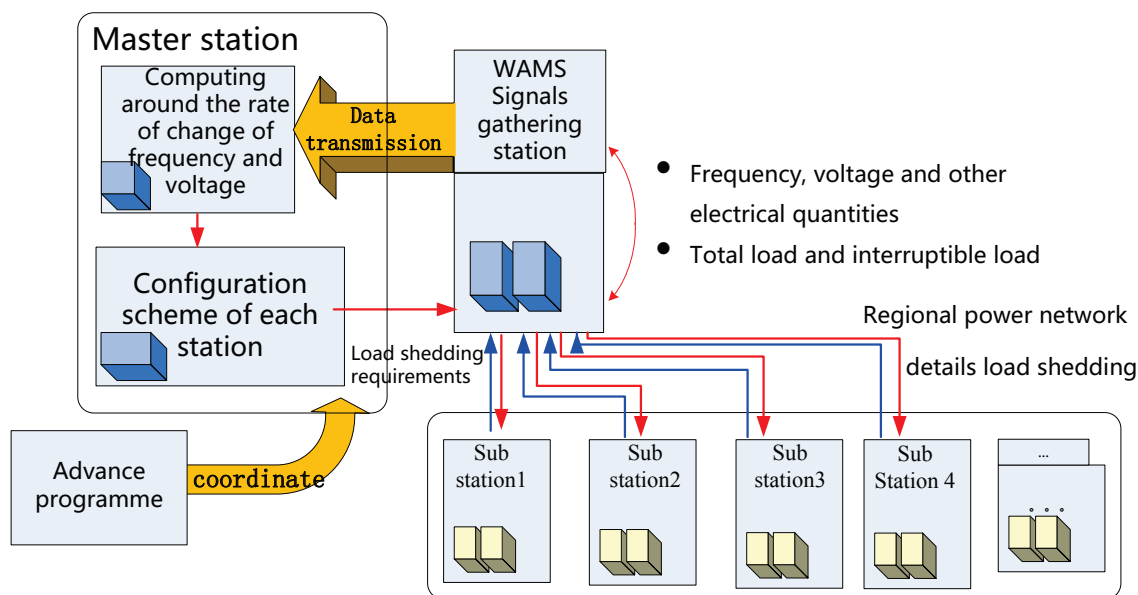 Master station
Computing
around the rate
of change of
frequency and
voltage
Data
transmission
WAMS
Signals
gathering
station
● Frequency, voltage and other
electrical quantities
● Total load and interruptible load
Configuration
scheme of each
station
Load shedding
requirements
Regional power network
details load shedding
Advance
programme
coordinate
Sub
station1
Sub
station2
Sub
station3
Sub
Station 4
...
∘ ∘ ∘